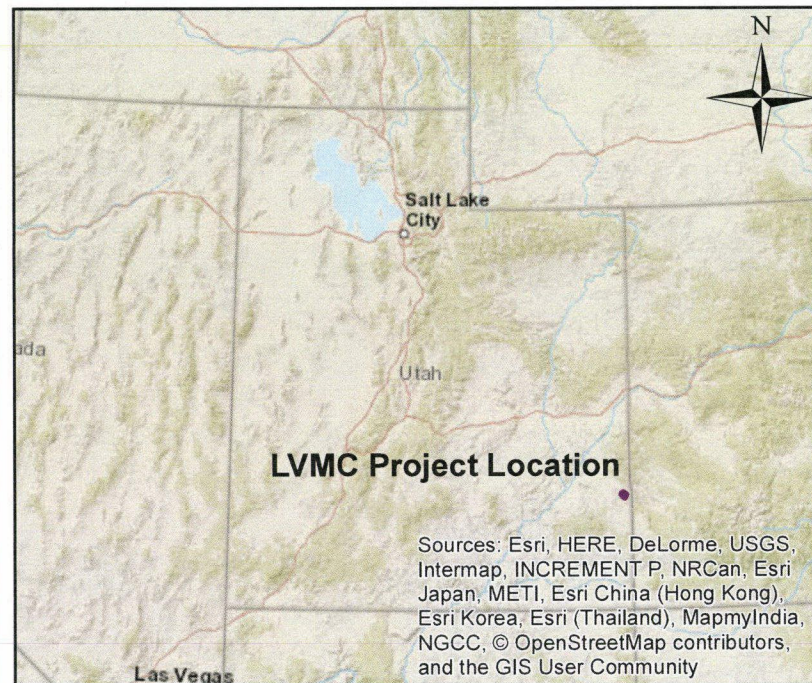 N
Salt Lake
City
ada
Utah
LVMC Project Location
Sources: Esri, HERE, DeLorme, USGS,
Intermap, INCREMENT P, NRCan, Esri
Japan, METI, Esri China (Hong Kong),
Esri Korea, Esri (Thailand), MapmyIndia,
NGCC, © OpenStreetMap contributors,
and the GIS User Community
Las Vegas